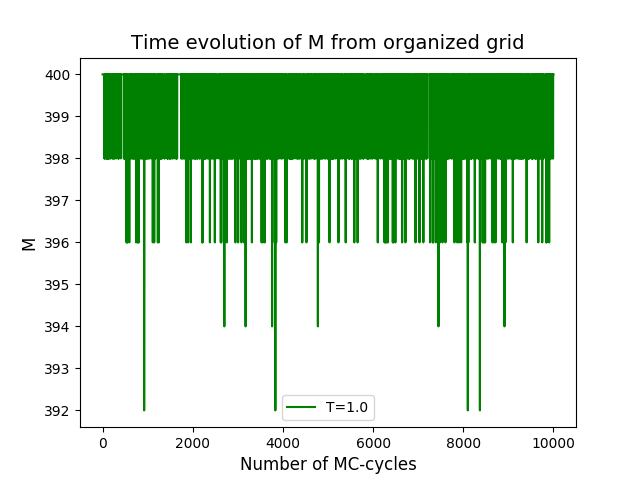 Time evolution of M from organized grid
400
399
398
397
396
395
394
393
392
M
T=1.0
0 2000 4000 6000 8000 10000
Number of MC-cycles